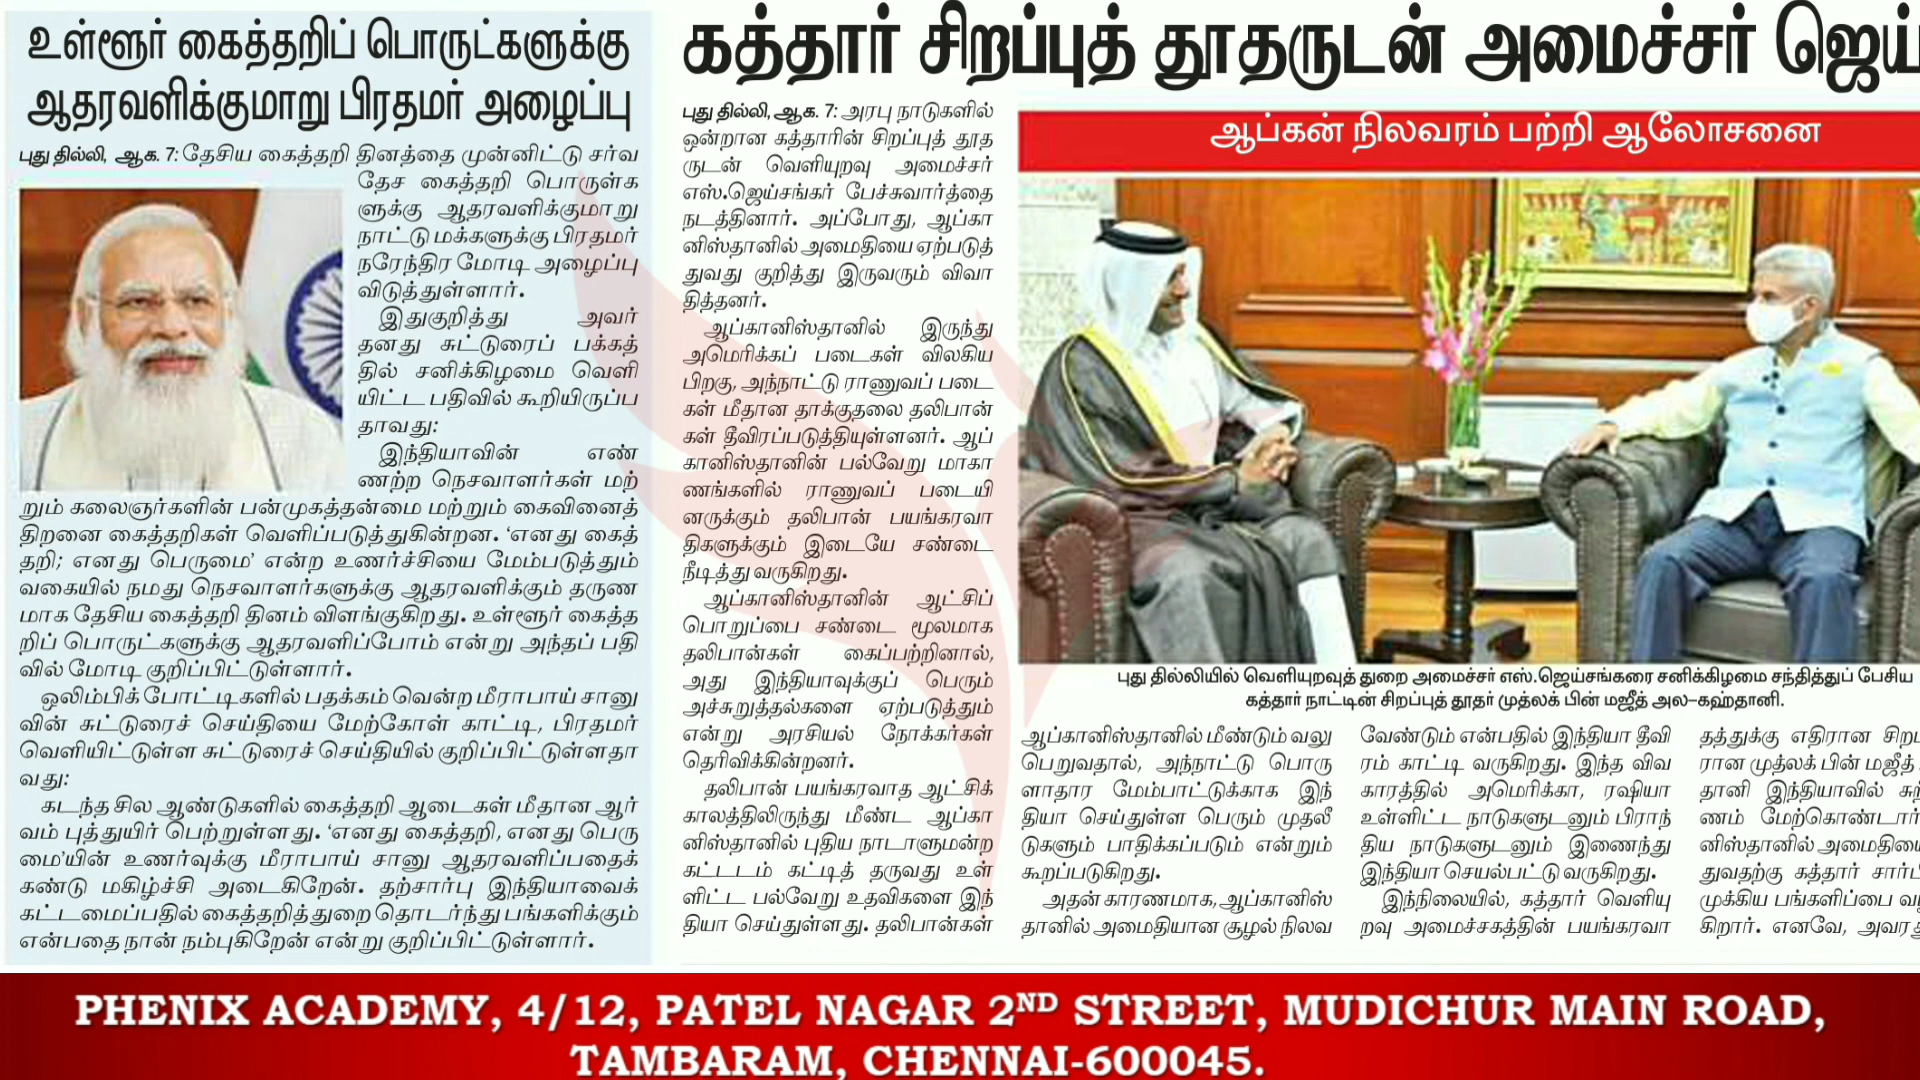 உள்ளூர் கைத்தறிப் பொருட்களுக்கு
ஆதரவளிக்குமாறு பிரதமர் அழைப்பு
புது தில்லி, ஆக. 7: தேசிய கைத்தறி தினத்தை முன்னிட்டு சர்வ
தேச கைத்தறி பொருள்க
ளுக்கு ஆதரவளிக்குமாறு
நாட்டு மக்களுக்கு பிரதமர்
நரேந்திர மோடி அழைப்பு
விடுத்துள்ளார்.
இதுகுறித்து அவர்
தனது சுட்டுரைப் பக்கத்
தில் சனிக்கிழமை வெளி
யிட்ட பதிவில் கூறியிருப்ப
தாவது:
இந்தியாவின் எண்
ணற்ற நெசவாளர்கள் மற்
றும் கலைஞர்களின் பன்முகத்தன்மை மற்றும் கைவினைத்
திறனை கைத்தறிகள் வெளிப்படுத்துகின்றன. ‘எனது கைத்
தறி; எனது பெருமை’ என்ற உணர்ச்சியை மேம்படுத்தும்
வகையில் நமது நெசவாளர்களுக்கு ஆதரவளிக்கும் தருண
மாக தேசிய கைத்தறி தினம் விளங்குகிறது. உள்ளூர் கைத்த
றிப் பொருட்களுக்கு ஆதரவளிப்போம் என்று அந்தப் பதி
வில் மோடி குறிப்பிட்டுள்ளார்.
ஒலிம்பிக் போட்டிகளில் பதக்கம் வென்ற மீராபாய் சானு
வின் சுட்டுரைச் செய்தியை மேற்கோள் காட்டி, பிரதமர்
வெளியிட்டுள்ள சுட்டுரைச் செய்தியில் குறிப்பிட்டுள்ளதா
வது:
கடந்த சில ஆண்டுகளில் கைத்தறி ஆடைகள் மீதான ஆர்
வம் புத்துயிர் பெற்றுள்ளது. ‘எனது கைத்தறி, எனது பெரு
மை’யின் உணர்வுக்கு மீராபாய் சானு ஆதரவளிப்பதைக்
கண்டு மகிழ்ச்சி அடைகிறேன். தற்சார்பு இந்தியாவைக்
கட்டமைப்பதில் கைத்தறித்துறை தொடர்ந்து பங்களிக்கும்
என்பதை நான் நம்புகிறேன் என்று குறிப்பிட்டுள்ளார்.
கத்தார் சிறப்புத் தூதருடன் அமைச்சர் ஜெய்
புது தில்லி, ஆக. 7: அரபு நாடுகளில்
ஒன்றான கத்தாரின் சிறப்புத் தூத
ருடன் வெளியுறவு அமைச்சர்
எஸ்.ஜெய்சங்கர் பேச்சுவார்த்தை
நடத்தினார். அப்போது, ஆப்கா
னிஸ்தானில் அமைதியை ஏற்படுத்
துவது குறித்து இருவரும் விவா
தித்தனர்.
ஆப்கானிஸ்தானில் இருந்து
அமெரிக்கப் படைகள் விலகிய
பிறகு, அந்நாட்டு ராணுவப் படை
கள் மீதான தாக்குதலை தலிபான்
கள் தீவிரப்படுத்தியுள்ளனர். ஆப்
கானிஸ்தானின் பல்வேறு மாகா
ணங்களில் ராணுவப் படையி
னருக்கும் தலிபான் பயங்கரவா
திகளுக்கும் இடையே சண்டை
நீடித்து வருகிறது.
ஆப்கானிஸ்தானின் ஆட்சிப்
பொறுப்பை சண்டை மூலமாக
தலிபான்கள் கைப்பற்றினால்,
அது இந்தியாவுக்குப் பெரும்
அச்சுறுத்தல்களை ஏற்படுத்தும்
என்று அரசியல் நோக்கர்கள்
தெரிவிக்கின்றனர்.
தலிபான் பயங்கரவாத ஆட்சிக்
காலத்திலிருந்து மீண்ட ஆப்கா
னிஸ்தானில் புதிய நாடாளுமன்ற
கட்டடம் கட்டித் தருவது உள்
ளிட்ட பல்வேறு உதவிகளை இந்
தியா செய்துள்ளது. தலிபான்கள்
ஆப்கன் நிலவரம் பற்றி ஆலோசனை
புது தில்லியில் வெளியுறவுத் துறை அமைச்சர் எஸ்.ஜெய்சங்கரை சனிக்கிழமை சந்தித்துப் பேசிய
கத்தார் நாட்டின் சிறப்புத் தூதர் முத்லக் பின் மஜீத் அல-கஹ்தானி.
ஆப்கானிஸ்தானில் மீண்டும் வலு
பெறுவதால், அந்நாட்டு பொரு
ளாதார மேம்பாட்டுக்காக இந்
தியா செய்துள்ள பெரும் முதலீ
டுகளும் பாதிக்கப்படும் என்றும்
கூறப்படுகிறது.
அதன் காரணமாக, ஆப்கானிஸ்
தானில் அமைதியான சூழல் நிலவ
வேண்டும் என்பதில் இந்தியா தீவி
ரம் காட்டி வருகிறது. இந்த விவ
காரத்தில் அமெரிக்கா, ரஷியா
உள்ளிட்ட நாடுகளுடனும் பிராந்
திய நாடுகளுடனும் இணைந்து
இந்தியா செயல்பட்டு வருகிறது.
இந்நிலையில், கத்தார் வெளியு
றவு அமைச்சகத்தின் பயங்கரவா
தத்துக்கு எதிரான சிறப
ரான முத்லக் பின் மஜீத்
தானி இந்தியாவில் சுற்
ணம் மேற்கொண்டார்
னிஸ்தானில் அமைதியை
துவதற்கு கத்தார் சார்பி
முக்கிய பங்களிப்பை வழ
கிறார். எனவே, அவரது
PHENIX ACADEMY, 4/12, PATEL NAGAR 2ND STREET, MUDICHUR MAIN ROAD,
TAMBARAM, CHENNAI-600045.